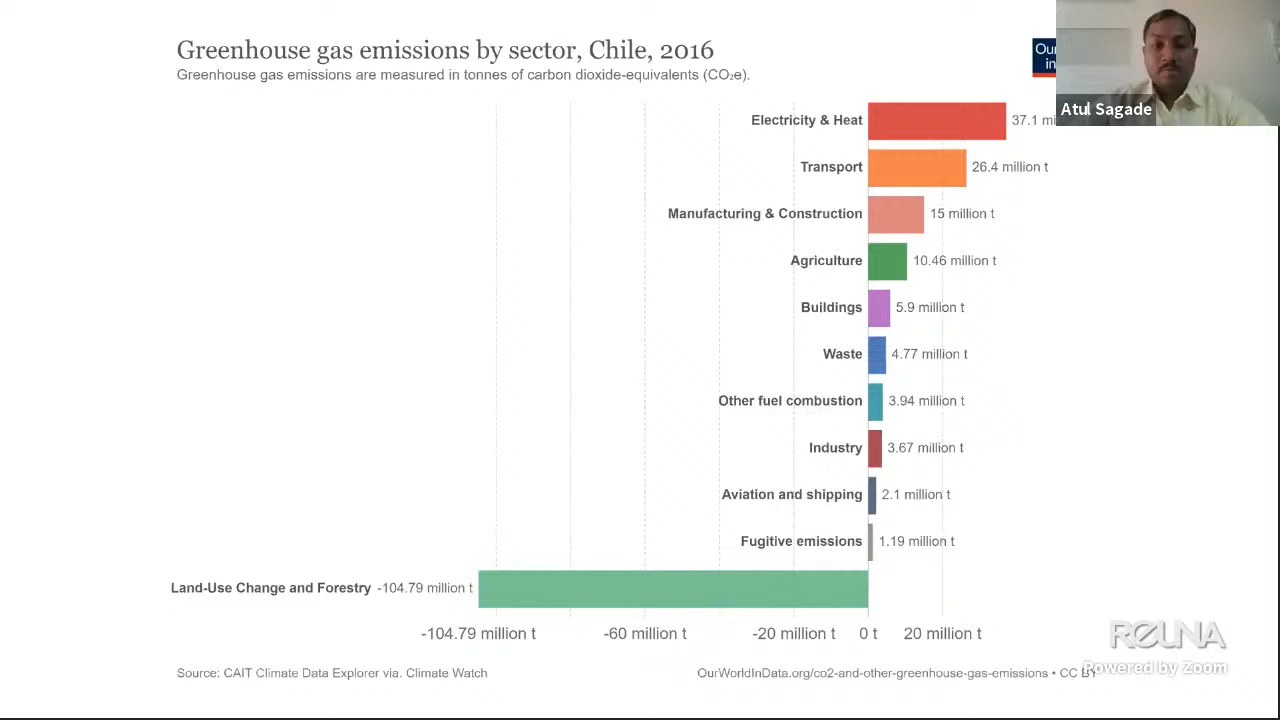 Greenhouse gas emissions by sector, Chile, 2016
Greenhouse gas emissions are measured in tonnes of carbon dioxide-equivalents (CO₂e).
Atul Sagade
Electricity & Heat 37.1
Transport 26.4 million t
Manufacturing & Construction 15 million t
Agriculture 10.46 million t
Buildings 5.9 million t
Waste 4.77 million t
Other fuel combustion 3.94 million t
Industry 3.67 million t
Aviation and shipping 2.1 million t
Fugitive emissions 1.19 million t
Land-Use Change and Forestry -104.79 million t
-104.79 million t -60 million t -20 million t 0 t 20 million t
REUNA
Powered by Zoom
Source: CAIT Climate Data Explorer via. Climate Watch
OurWorldInData.org/co2-and-other-greenhouse-gas-emissions • CC BY